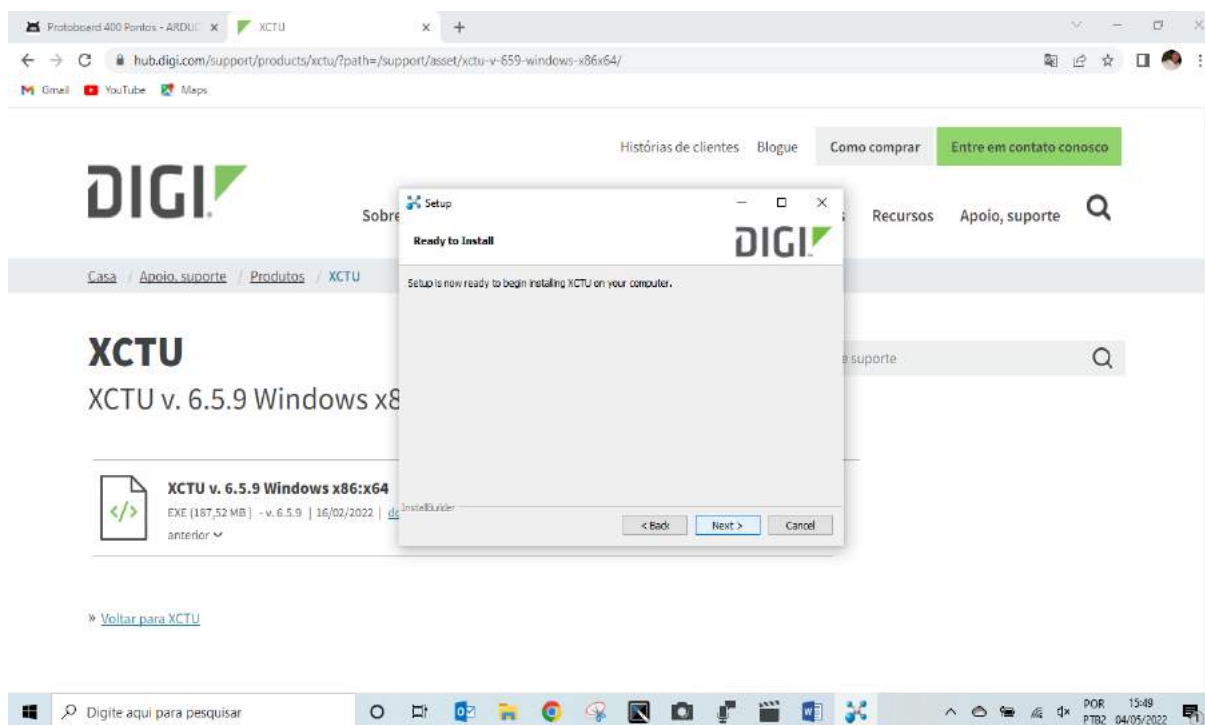 Protoboard 400 Pontos - ARDUI
XCTU
hub.digi.com/support/products/xctu/?path=/support/asset/xctu-v-659-windows-x86x64/
Gmail YouTube Maps
Histórias de clientes Blogue Como comprar Entre em contato conosco
DIGI
Sobre
Recursos Apoio, suporte
Casa / Apoio, suporte / Produtos / XCTU
Setup
Ready to Install
DIGI
Setup is now ready to begin installing XCTU on your computer.
InstallBuilder
< Back Next > Cancel
XCTU
e suporte
XCTU v. 6.5.9 Windows x8
XCTU v. 6.5.9 Windows x86:x64
</>
EXE (187,52 MB) - v. 6.5.9 | 16/02/2022 | do
anterior
» Voltar para XCTU
Digite aqui para pesquisar
POR 15:49
PTB2 04/05/2022